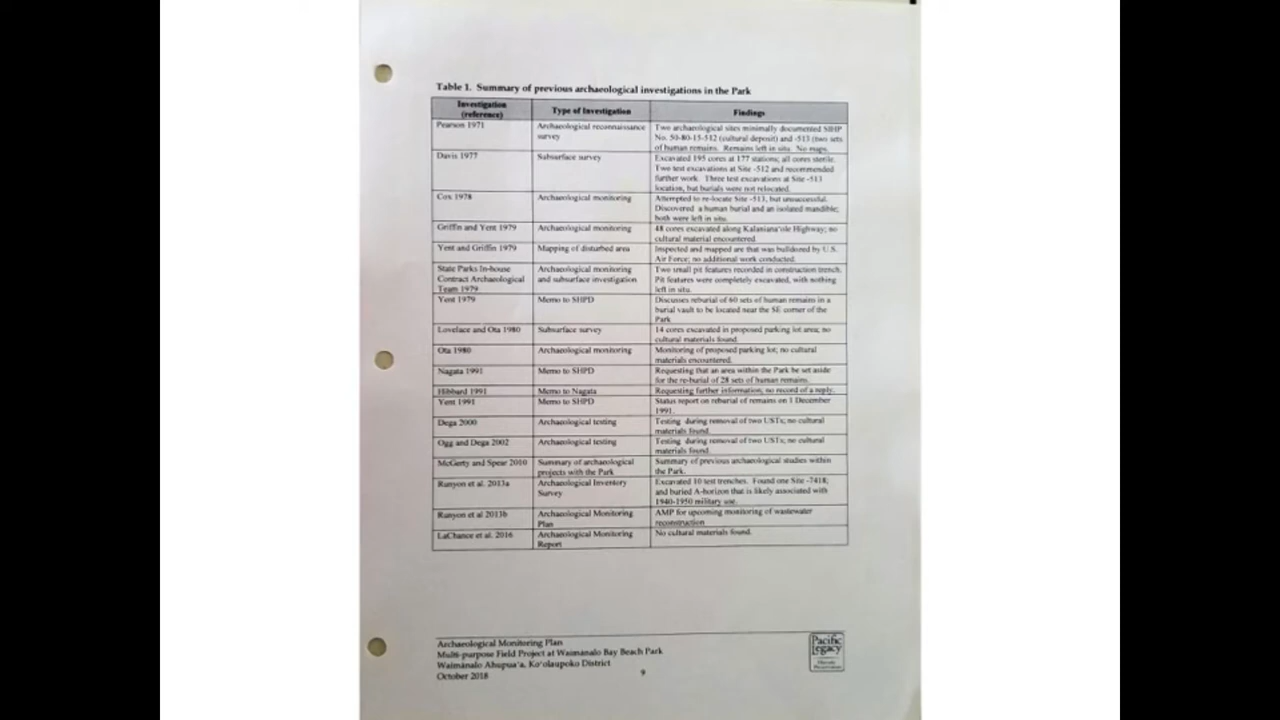 Table 1. Summary of previous archaeological investigations in the Park
Investigation
(reference)
Type of Investigation
Findings
Pearson 1971
Archaeological reconnaissance
survey
Two archaeological sites minimally documented SIHP
No. 50-80-15-512 (cultural deposit) and -513 (two sets
of human remains. Remains left in situ. No maps.
Davis 1977
Subsurface survey
Excavated 195 cores at 177 stations; all cores sterile.
Two test excavations at Site -512 and recommended
further work. Three test excavations at Site -513
location, but burials were not relocated.
Cox 1978
Archaeological monitoring
Attempted to re-locate Site -513, but unsuccessful.
Discovered a human burial and an isolated mandible;
both were left in situ.
Griffin and Yent 1979
Archaeological monitoring
48 cores excavated along Kalaniana'ole Highway; no
cultural material encountered.
Yent and Griffin 1979
Mapping of disturbed area
Inspected and mapped are that was bulldozed by U.S.
Air Force; no additional work conducted.
State Parks In-house
Contract Archaeological
Team 1979
Archaeological monitoring
and subsurface investigation
Two small pit features recorded in construction trench.
Pit features were completely excavated, with nothing
left in situ.
Yent 1979
Memo to SHPD
Discusses reburial of 60 sets of human remains in a
burial vault to be located near the SE corner of the
Park
Lovelace and Ota 1980
Subsurface survey
14 cores excavated in proposed parking lot area; no
cultural materials found.
Ota 1980
Archaeological monitoring
Monitoring of proposed parking lot; no cultural
materials encountered.
Nagata 1991
Memo to SHPD
Requesting that an area within the Park be set aside
for the re-burial of 28 sets of human remains.
Hibbard 1991
Memo to Nagata
Requesting further information; no record of a reply.
Yent 1991
Memo to SHPD
Status report on reburial of remains on 3 December
1991.
Dega 2000
Archaeological testing
Testing during removal of two USTs; no cultural
materials found.
Ogg and Dega 2002
Archaeological testing
Testing during removal of two USTs; no cultural
materials found.
McGerty and Spear 2010
Summary of archaeological
projects with the Park
Summary of previous archaeological studies within
the Park.
Runyon et al. 2013a
Archaeological Inventory
Survey
Excavated 10 test trenches. Found one Site -7418;
and buried A-horizon that is likely associated with
1940-1950 military use.
Runyon et al 2013b
Archaeological Monitoring
Plan
AMP for upcoming monitoring of wastewater
reconstruction
LaChance et al. 2016
Archaeological Monitoring
Report
No cultural materials found.
Archaeological Monitoring Plan
Multi-purpose Field Project at Waimānalo Bay Beach Park
Waimānalo Ahupua'a, Ko'olaupoko District
October 2018
9
Pacific
Legacy
Historic
Preservation